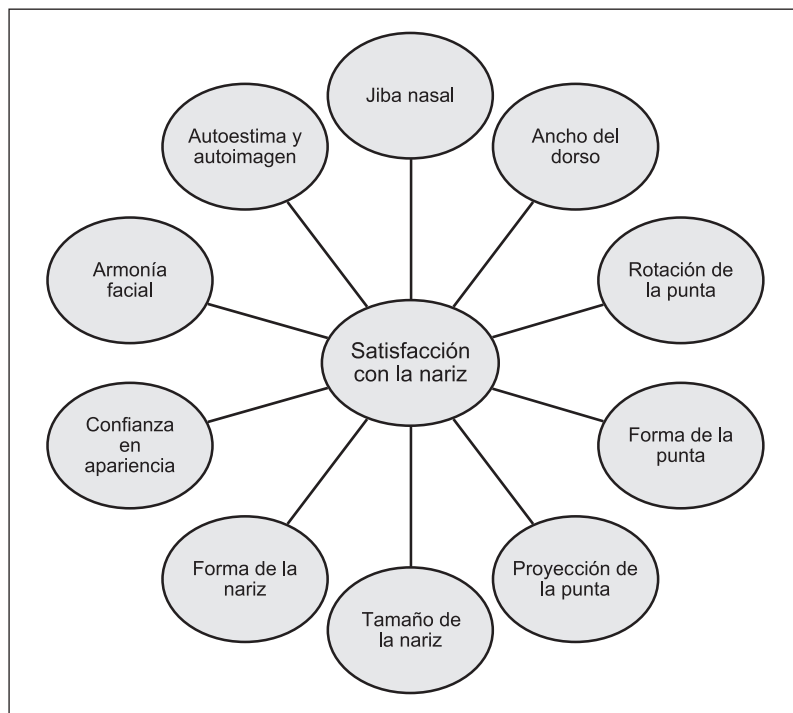 Jiba nasal
Autoestima y
autoimagen
Ancho del
dorso
Armonía
facial
Rotación de
la punta
Satisfacción
con la nariz
Confianza
en
apariencia
Forma de la
punta
Forma de la
nariz
Proyección de
la punta
Tamaño de
la nariz